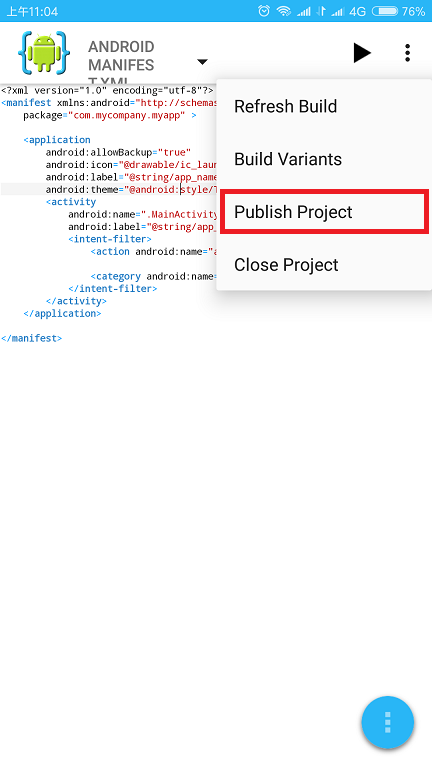 上午11:04
4G
76%
ANDROID
MANIFES
T.XML
Refresh Build
Build Variants
Publish Project
Close Project
<?xml version="1.0" encoding="utf-8"?>
<manifest xmlns:android="http://schemas
package="com.mycompany.myapp" >
<application
android:allowBackup="true"
android:icon="@drawable/ic_laun
android:label="@string/app_name
android:theme="@android:style/T
<activity
android:name=".MainActivity
android:label="@string/app_
<intent-filter>
<action android:name="a
<category android:name=
</intent-filter>
</activity>
</application>
</manifest>